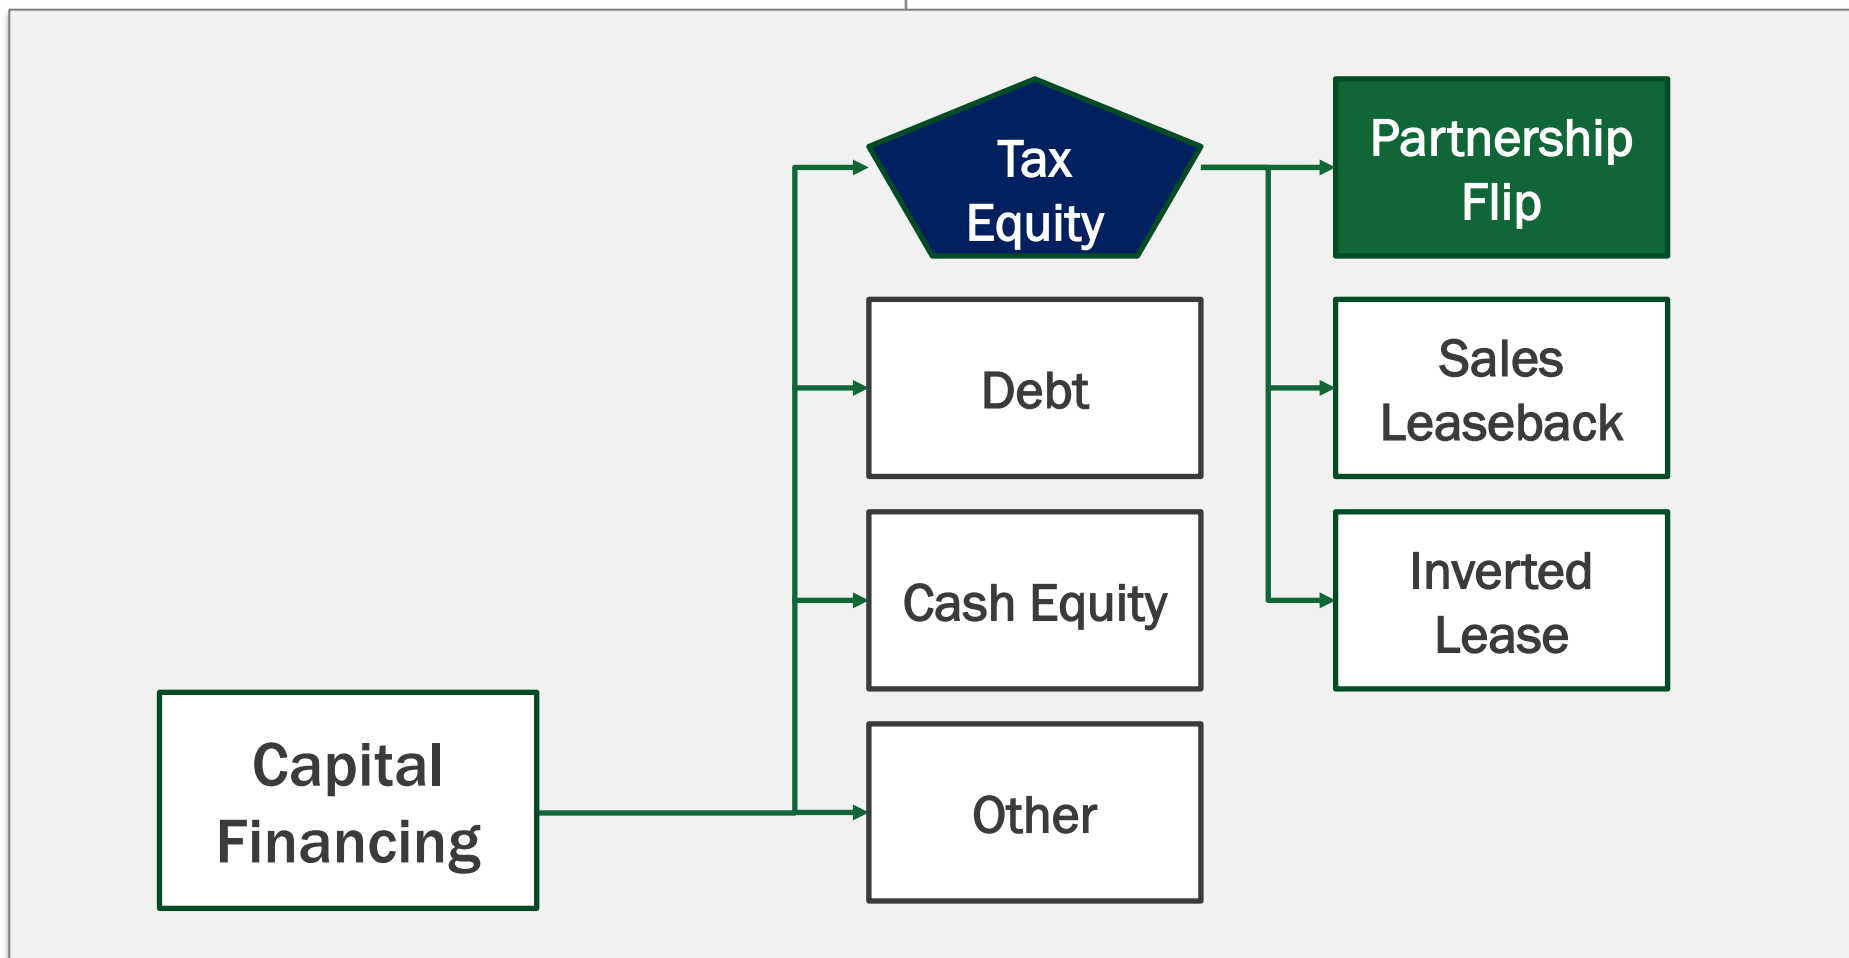 Tax
Equity
Partnership
Flip
Debt
Sales
Leaseback
Cash Equity
Inverted
Lease
Capital
Financing
Other